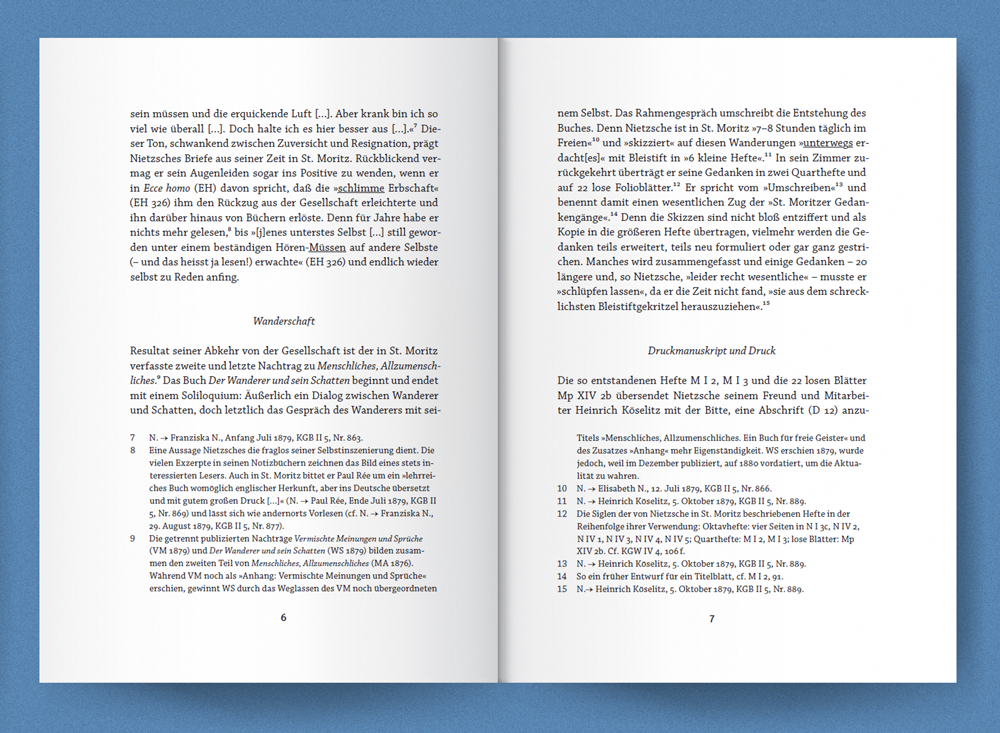 sein müssen und die erquickende Luft […]. Aber krank bin ich so
viel wie überall […]. Doch halte ich es hier besser aus […].«⁷ Die-
ser Ton, schwankend zwischen Zuversicht und Resignation, prägt
Nietzsches Briefe aus seiner Zeit in St. Moritz. Rückblickend ver-
mag er sein Augenleiden sogar ins Positive zu wenden, wenn er
in Ecce homo (EH) davon spricht, daß die »schlimme Erbschaft«
(EH 326) ihm den Rückzug aus der Gesellschaft erleichterte und
ihn darüber hinaus von Büchern erlöste. Denn für Jahre habe er
nichts mehr gelesen,⁸ bis »[j]enes unterstes Selbst […] still gewor-
den unter einem beständigen Hören-Müssen auf andere Selbste
(– und das heisst ja lesen!) erwachte« (EH 326) und endlich wieder
selbst zu Reden anfing.
Wanderschaft
Resultat seiner Abkehr von der Gesellschaft ist der in St. Moritz
verfasste zweite und letzte Nachtrag zu Menschliches, Allzumensch-
liches.⁹ Das Buch Der Wanderer und sein Schatten beginnt und endet
mit einem Soliloquium: Äußerlich ein Dialog zwischen Wanderer
und Schatten, doch letztlich das Gespräch des Wanderers mit sei-
7 N. → Franziska N., Anfang Juli 1879, KGB II 5, Nr. 863.
8 Eine Aussage Nietzsches die fraglos seiner Selbstinszenierung dient. Die
vielen Exzerpte in seinen Notizbüchern zeichnen das Bild eines stets in-
teressierten Lesers. Auch in St. Moritz bittet er Paul Rée um ein »lehrrei-
ches Buch womöglich englischer Herkunft, aber ins Deutsche übersetzt
und mit gutem großen Druck […]« (N. → Paul Rée, Ende Juli 1879, KGB II
5, Nr. 869) und lässt sich wie andernorts Vorlesen (cf. N. → Franziska N.,
29. August 1879, KGB II 5, Nr. 877).
9 Die getrennt publizierten Nachträge Vermischte Meinungen und Sprüche
(VM 1879) und Der Wanderer und sein Schatten (WS 1879) bilden zusam-
men den zweiten Teil von Menschliches, Allzumenschliches (MA 1876).
Während VM noch als »Anhang: Vermischte Meinungen und Sprüche«
erschien, gewinnt WS durch das Weglassen des VM noch übergeordneten
6
nem Selbst. Das Rahmengespräch umschreibt die Entstehung des
Buches. Denn Nietzsche ist in St. Moritz »7–8 Stunden täglich im
Freien«¹⁰ und »skizziert« auf diesen Wanderungen »unterwegs er-
dacht[es]« mit Bleistift in »6 kleine Hefte«.¹¹ In sein Zimmer zu-
rückgekehrt überträgt er seine Gedanken in zwei Quarthefte und
auf 22 lose Folioblätter.¹² Er spricht vom »Umschreiben«¹³ und
benennt damit einen wesentlichen Zug der »St. Moritzer Gedan-
kengänge«.¹⁴ Denn die Skizzen sind nicht bloß entziffert und als
Kopie in die größeren Hefte übertragen, vielmehr werden die Ge-
danken teils erweitert, teils neu formuliert oder gar ganz gestri-
chen. Manches wird zusammengefasst und einige Gedanken – 20
längere und, so Nietzsche, »leider recht wesentliche« – musste er
»schlüpfen lassen«, da er die Zeit nicht fand, »sie aus dem schreck-
lichsten Bleistiftgekritzel herauszuziehen«.¹⁵
Druckmanuskript und Druck
Die so entstandenen Hefte M I 2, M I 3 und die 22 losen Blätter
Mp XIV 2b übersendet Nietzsche seinem Freund und Mitarbei-
ter Heinrich Köselitz mit der Bitte, eine Abschrift (D 12) anzu-
Titels »Menschliches, Allzumenschliches. Ein Buch für freie Geister« und
des Zusatzes »Anhang« mehr Eigenständigkeit. WS erschien 1879, wurde
jedoch, weil im Dezember publiziert, auf 1880 vordatiert, um die Aktua-
lität zu wahren.
10 N. → Elisabeth N., 12. Juli 1879, KGB II 5, Nr. 866.
11 N. → Heinrich Köselitz, 5. Oktober 1879, KGB II 5, Nr. 889.
12 Die Siglen der von Nietzsche in St. Moritz beschriebenen Hefte in der
Reihenfolge ihrer Verwendung: Oktavhefte: vier Seiten in N I 3c, N IV 2,
N IV 1, N IV 3, N IV 4, N IV 5; Quarthefte: M I 2, M I 3; lose Blätter: Mp
XIV 2b. Cf. KGW IV 4, 106f.
13 N. → Heinrich Köselitz, 5. Oktober 1879, KGB II 5, Nr. 889.
14 So ein früher Entwurf für ein Titelblatt, cf. M I 2, 91.
15 N.→ Heinrich Köselitz, 5. Oktober 1879, KGB II 5, Nr. 889.
7